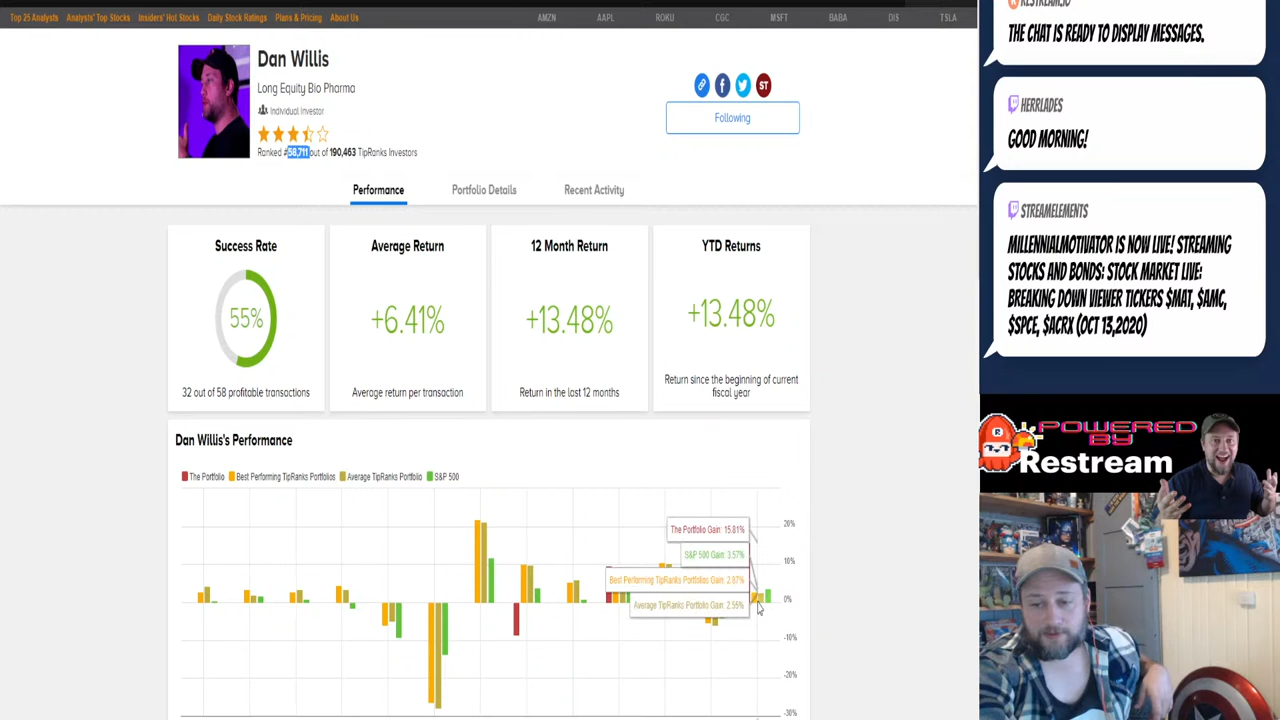 Top 25 Analysts Analysts' Top Stocks Insiders' Hot Stocks Daily Stock Ratings Plans & Pricing About Us AMZN AAPL ROKU CGC MSFT BABA DIS TSLA
Dan Willis
Long Equity Bio Pharma
Individual Investor
Ranked #58,711 out of 190,463 TipRanks Investors
ST
Following
Performance Portfolio Details Recent Activity
Success Rate
55%
32 out of 58 profitable transactions
Average Return
+6.41%
Average return per transaction
12 Month Return
+13.48%
Return in the last 12 months
YTD Returns
+13.48%
Return since the beginning of current
fiscal year
Dan Willis's Performance
The Portfolio Best Performing TipRanks Portfolios Average TipRanks Portfolio S&P 500
The Portfolio Gain: 15.81%
S&P 500 Gain: 3.57%
Best Performing TipRanks Portfolios Gain: 2.87%
Average TipRanks Portfolio Gain: 2.55%
20%
10%
0%
-10%
-20%
-30%
RESTREAM.IO
THE CHAT IS READY TO DISPLAY MESSAGES.
HERRLADES
GOOD MORNING!
STREAMELEMENTS
MILLENNIALMOTIVATOR IS NOW LIVE! STREAMING
STOCKS AND BONDS: STOCK MARKET LIVE:
BREAKING DOWN VIEWER TICKERS $MAT, $AMC,
$SPCE, $ACRX (OCT 13,2020)
POWERED
BY
Restream